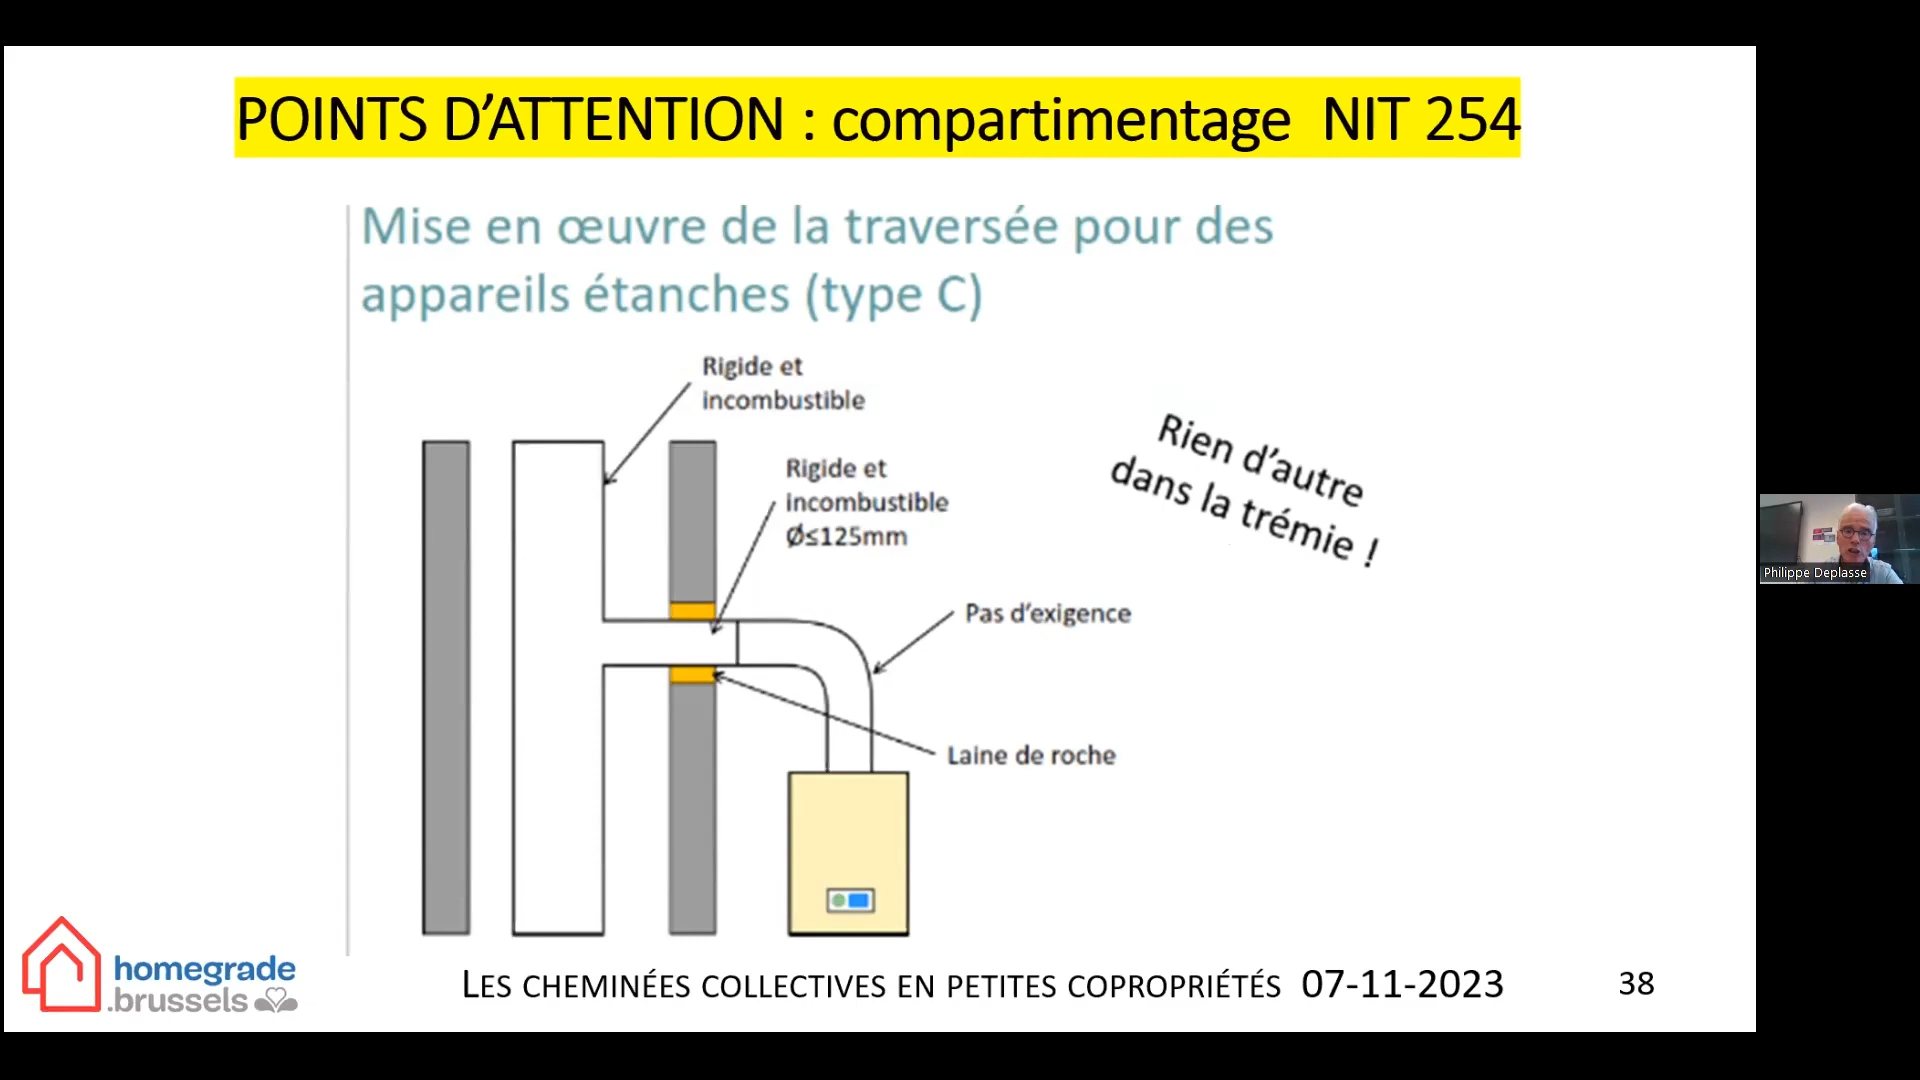 POINTS D’ATTENTION : compartimentage NIT 254
Mise en œuvre de la traversée pour des
appareils étanches (type C)
Rigide et
incombustible
Rigide et
incombustible
Ø≤125mm
Rien d’autre
dans la trémie !
Pas d’exigence
Laine de roche
Philippe Deplasse
homegrade
.brussels
LES CHEMINÉES COLLECTIVES EN PETITES COPROPRIÉTÉS 07-11-2023
38